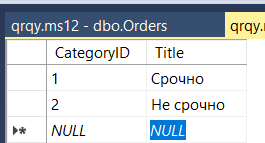 qrqy.ms12 - dbo.Orders qrqy.
CategoryID Title
1 Срочно
2 Не срочно
NULL NULL